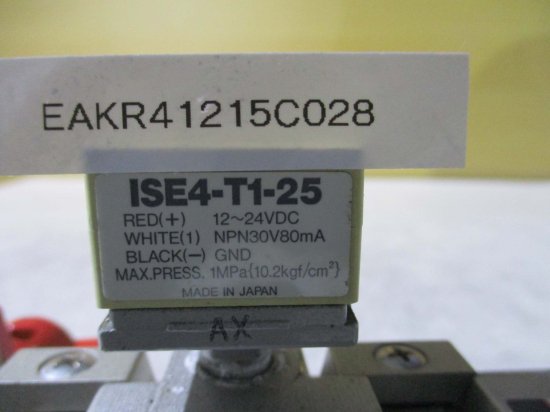 EAKR41215C028
ISE4-T1-25
RED(+) 12~24VDC
WHITE(1) NPN30V80mA
BLACK(−) GND
MAX.PRESS. 1MPa{10.2kgf/cm²}
MADE IN JAPAN
AX